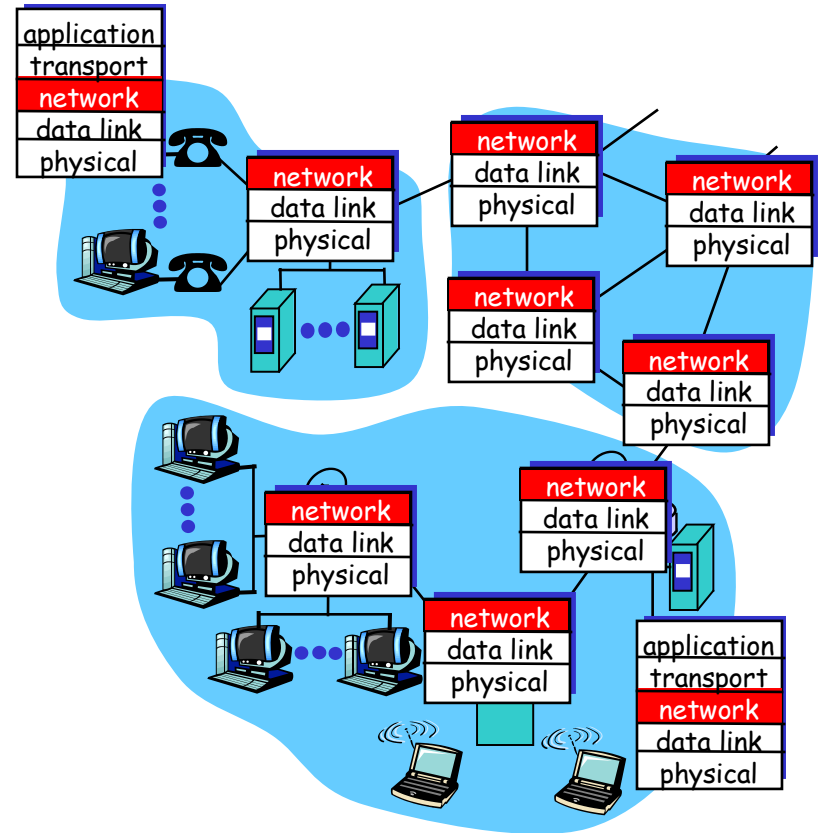 application
transport
network
data link
physical
network
data link
physical
network
data link
physical
network
data link
physical
network
data link
physical
network
data link
physical
network
data link
physical
network
data link
physical
network
data link
physical
application
transport
network
data link
physical